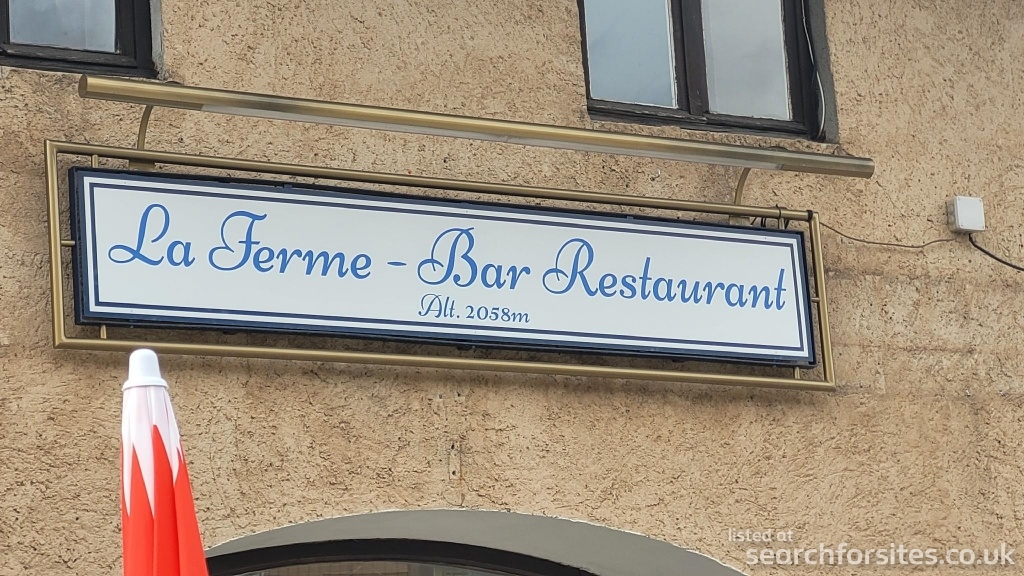 La Ferme - Bar Restaurant
Alt. 2058m
listed at
searchforsites.co.uk